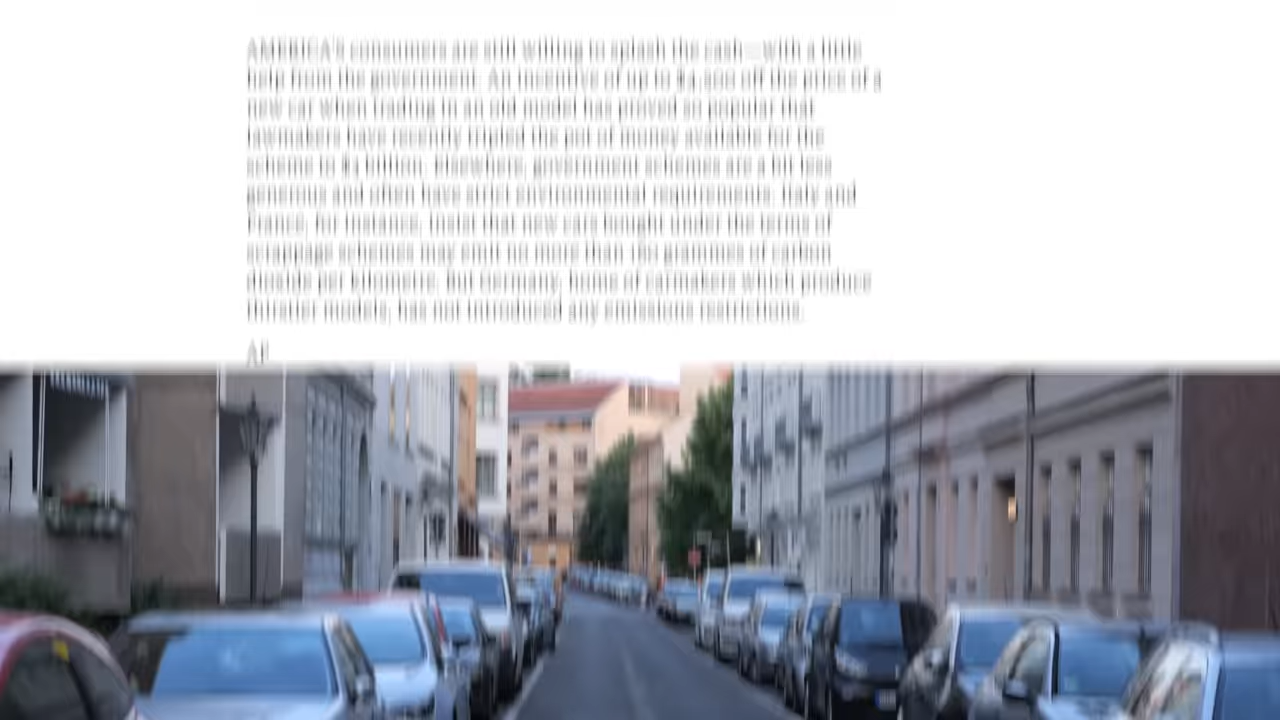 AMERICA'S consumers are still willing to splash the cash—with a little
help from the government. An incentive of up to $4,500 off the price of a
new car when trading in an old model has proved so popular that
lawmakers have recently tripled the pot of money available for the
scheme to $3 billion. Elsewhere, government schemes are a bit less
generous and often have strict environmental requirements. Italy and
France, for instance, insist that new cars bought under the terms of
scrappage schemes may emit no more than 160 grammes of carbon
dioxide per kilometre. But Germany, home of carmakers which produce
thirstier models, has not introduced any emissions restrictions.